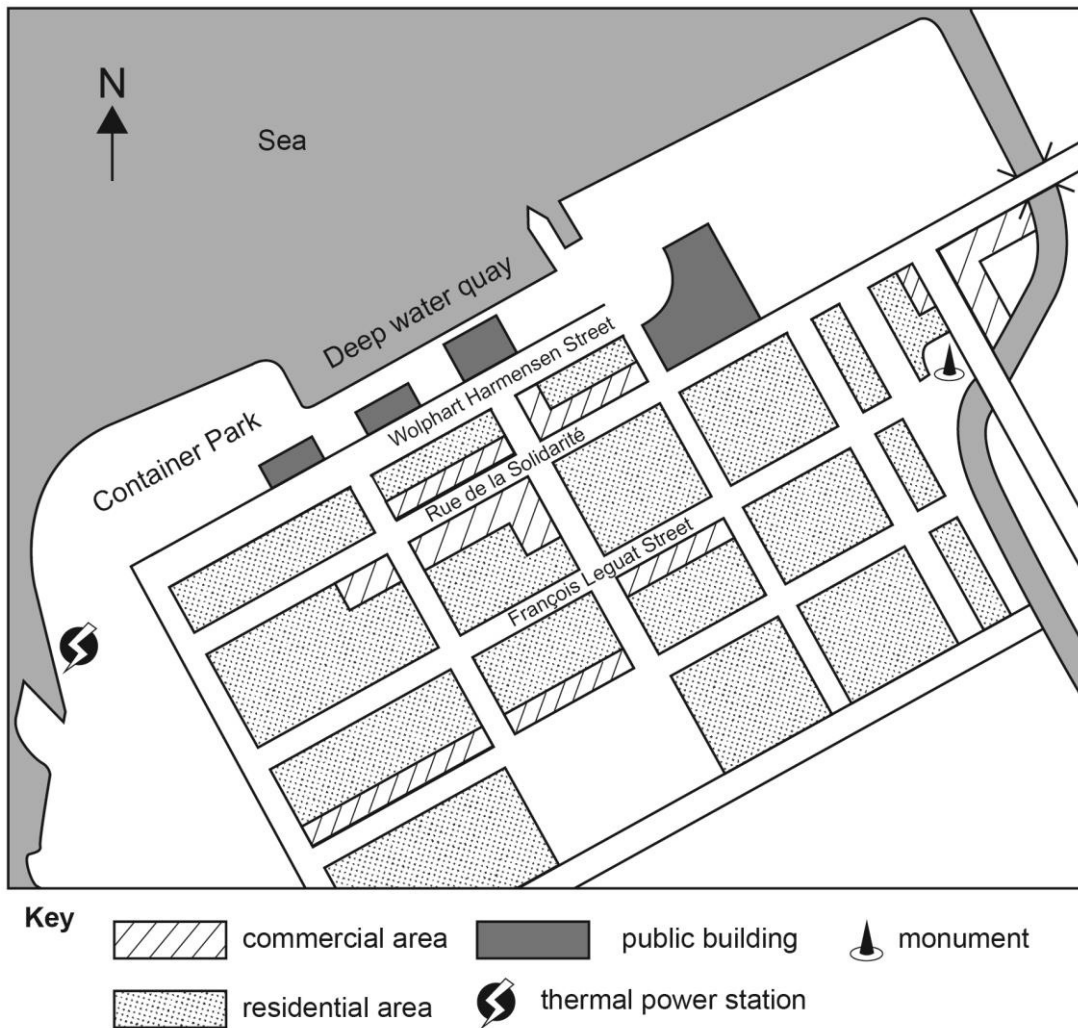 N
Sea
Deep water quay
Container Park
Wolphart Harmensen Street
Rue de la Solidarité
François Leguat Street
Key
commercial area
public building
monument
residential area
thermal power station